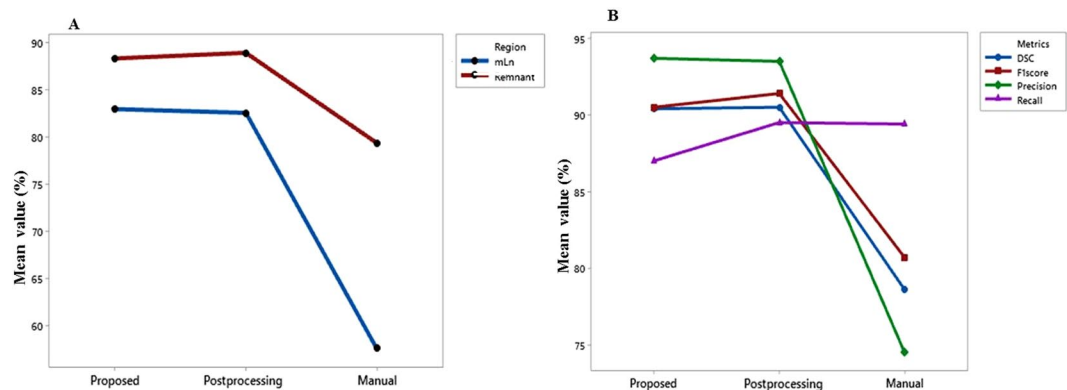 A
Mean value (%)
90
85
80
75
70
65
60
Proposed
Postprocessing
Manual
Region
mLn
Remnant
B
Mean value (%)
95
90
85
80
75
Proposed
Postprocessing
Manual
Metrics
DSC
F1score
Precision
Recall